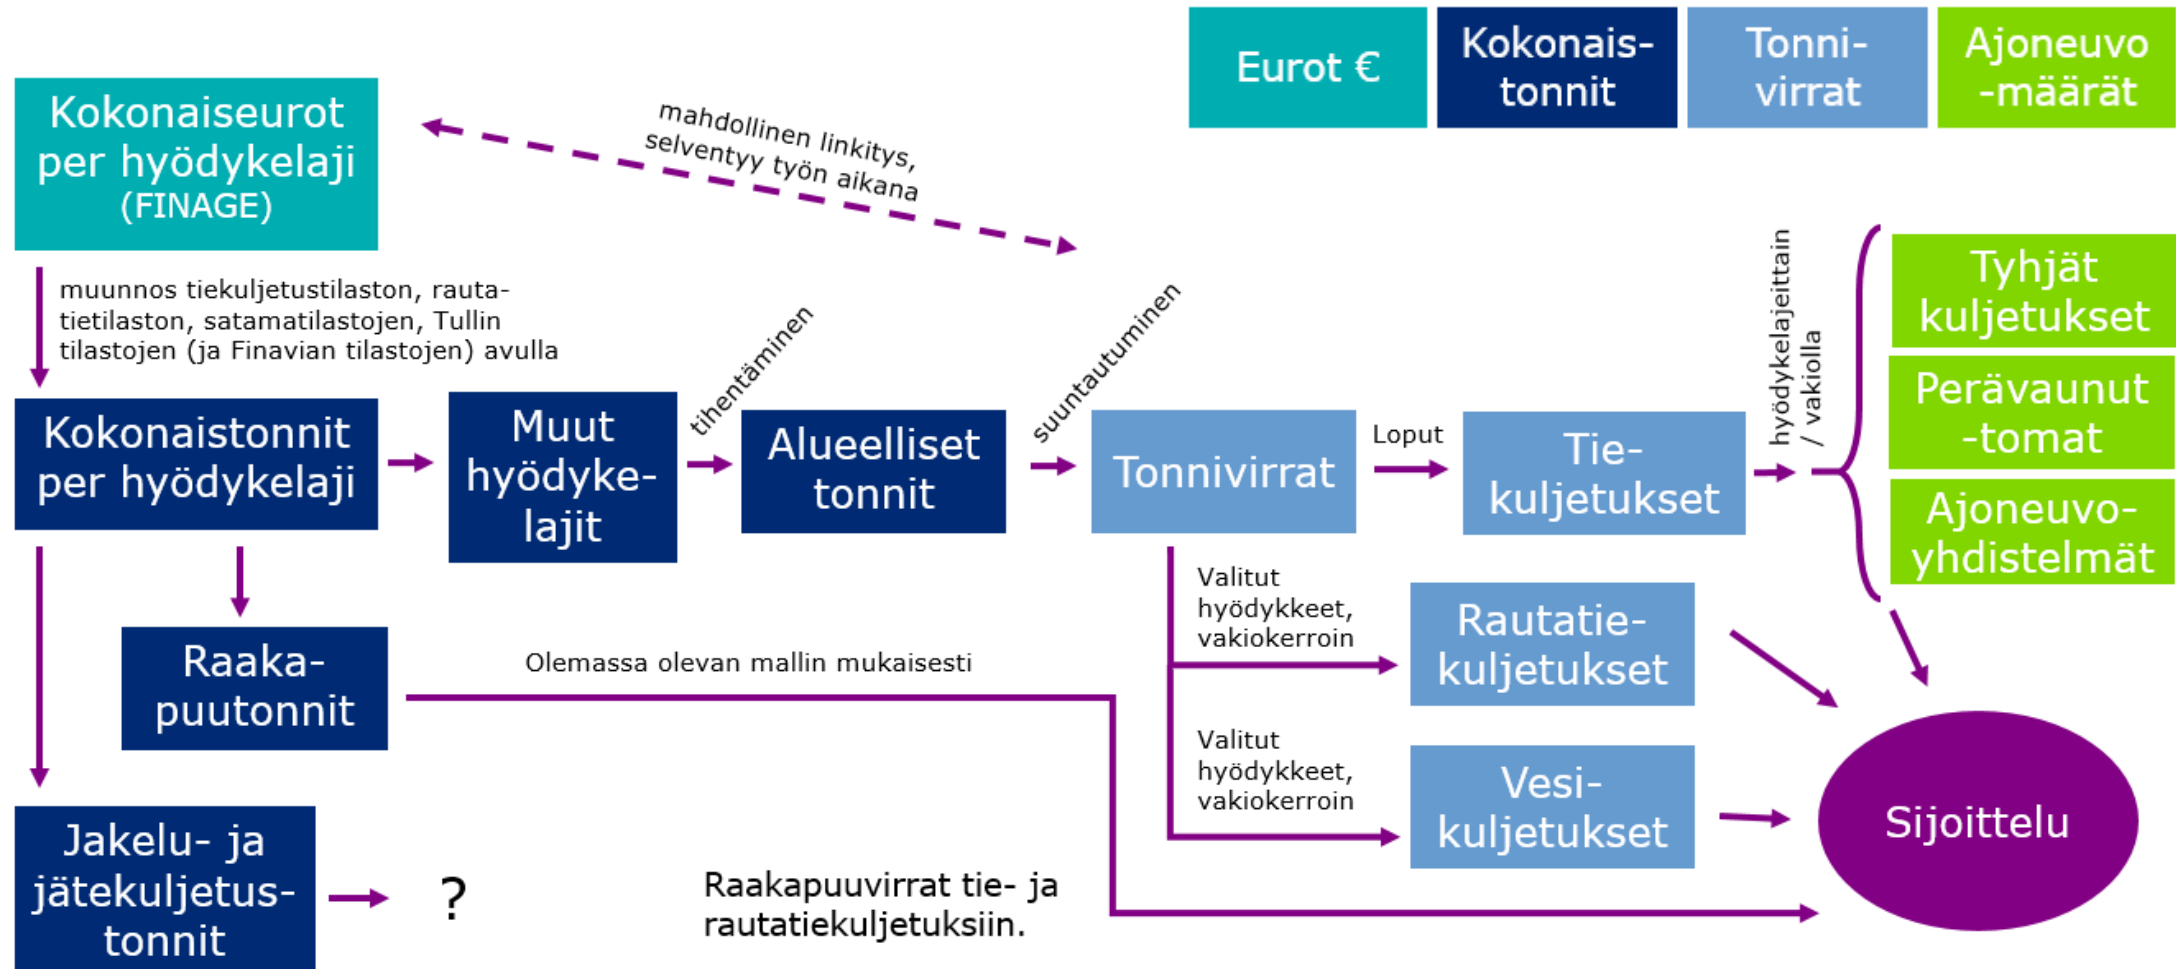 Eurot €
Kokonais-
tonnit
Tonni-
virrat
Ajoneuvo
-määrät
Kokonaiseurot
per hyödykelaji
(FINAGE)
mahdollinen linkitys,
selventyy työn aikana
muunnos tiekuljetustilaston, rauta-
tietilaston, satamatilastojen, Tullin
tilastojen (ja Finavian tilastojen) avulla
Kokonaistonnit
per hyödykelaji
Muut
hyödyke-
lajit
tihentäminen
Alueelliset
tonnit
suuntautuminen
Tonnivirrat
Loput
Tie-
kuljetukset
hyödykelajeittain
/ vakiolla
Tyhjät
kuljetukset
Perävaunut
-tomat
Ajoneuvo-
yhdistelmät
Valitut
hyödykkeet,
vakiokerroin
Rautatie-
kuljetukset
Raaka-
puutonnit
Olemassa olevan mallin mukaisesti
Valitut
hyödykkeet,
vakiokerroin
Vesi-
kuljetukset
Sijoittelu
Jakelu- ja
jätekuljetus-
tonnit
?
Raakapuuvirrat tie- ja
rautatiekuljetuksiin.